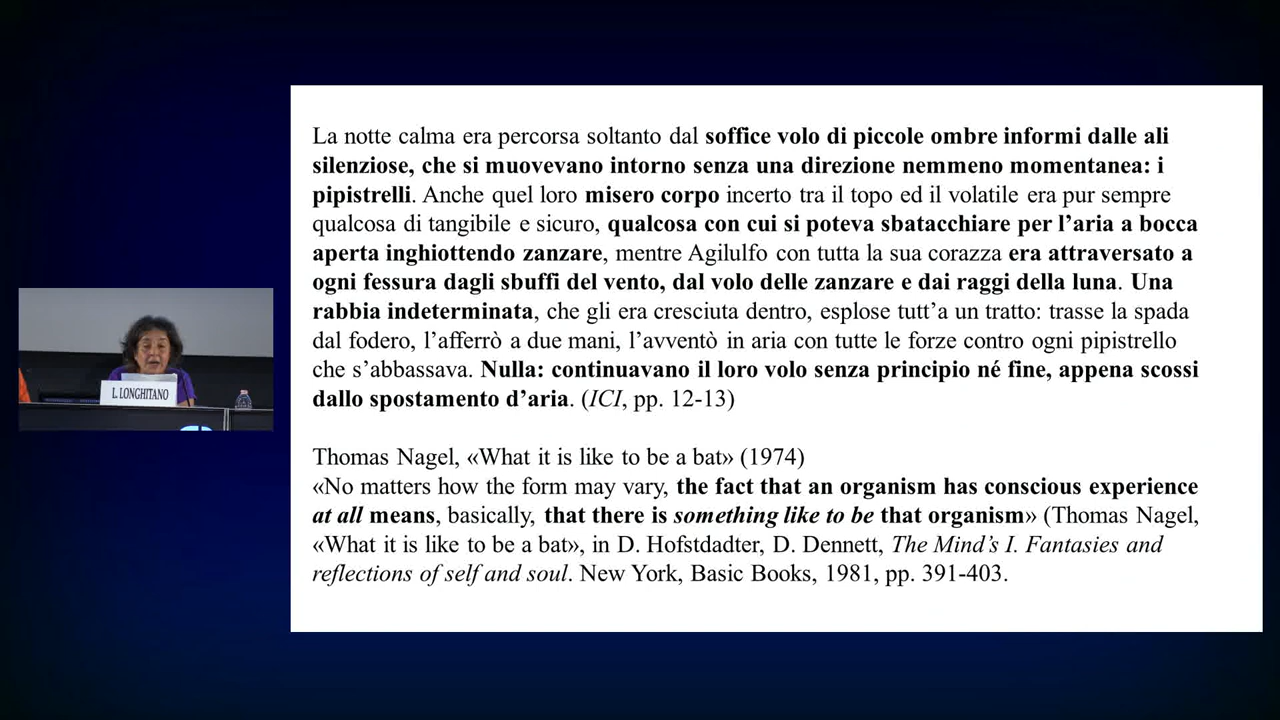 La notte calma era percorsa soltanto dal soffice volo di piccole ombre informi dalle ali
silenziose, che si muovevano intorno senza una direzione nemmeno momentanea: i
pipistrelli. Anche quel loro misero corpo incerto tra il topo ed il volatile era pur sempre
qualcosa di tangibile e sicuro, qualcosa con cui si poteva sbatacchiare per l’aria a bocca
aperta inghiottendo zanzare, mentre Agilulfo con tutta la sua corazza era attraversato a
ogni fessura dagli sbuffi del vento, dal volo delle zanzare e dai raggi della luna. Una
rabbia indeterminata, che gli era cresciuta dentro, esplose tutt’a un tratto: trasse la spada
dal fodero, l’afferrò a due mani, l’avventò in aria con tutte le forze contro ogni pipistrello
che s’abbassava. Nulla: continuavano il loro volo senza principio né fine, appena scossi
dallo spostamento d’aria. (ICI, pp. 12-13)
Thomas Nagel, «What it is like to be a bat» (1974)
«No matters how the form may vary, the fact that an organism has conscious experience
at all means, basically, that there is something like to be that organism» (Thomas Nagel,
«What it is like to be a bat», in D. Hofstdadter, D. Dennett, The Mind’s I. Fantasies and
reflections of self and soul. New York, Basic Books, 1981, pp. 391-403.
L. LONGHITANO